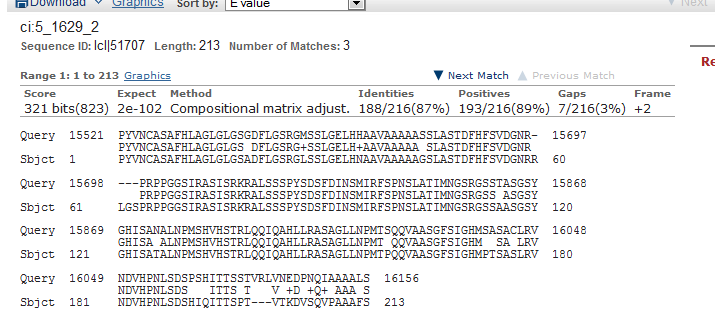 Download Graphics Sort by: E value Next
ci:5_1629_2
Sequence ID: lcl|51707 Length: 213 Number of Matches: 3
Re
Range 1: 1 to 213 Graphics Next Match Previous Match
Score Expect Method Identities Positives Gaps Frame
321 bits(823) 2e-102 Compositional matrix adjust. 188/216(87%) 193/216(89%) 7/216(3%) +2
Query 15521 PYVNCASAFHLAGLGLGSGDFLGSRGMSSLGELHHAAVAAAAASSLASTDFHFSVDGNR- 15697
PYVNCASAFHLAGLGLGS DFLGSRG+SSLGELH+AAVAAAAA SLASTDFHFSVDGNR
Sbjct 1 PYVNCASAFHLAGLGLGSADFLGSRGLSSLGELHNAAVAAAAAGSLASTDFHFSVDGNRR 60
Query 15698 ---PRPPGGSIRASISRKRALSSSPYSDSFDINSMIRFSPNSLATIMNGSRGSSTASGSY 15868
PRPPGGSIRASISRKRALSSSPYSDSFDINSMIRFSPNSLATIMNGSRGSS ASGSY
Sbjct 61 LGSPRPPGGSIRASISRKRALSSSPYSDSFDINSMIRFSPNSLATIMNGSRGSSAASGSY 120
Query 15869 GHISANALNPMSHVHSTRLQQIQAHLLRASAGLLNPMTSQQVAASGFSIGHMSASACLRV 16048
GHISA ALNPMSHVHSTRLQQIQAHLLRASAGLLNPMT QQVAASGFSIGHM SA LRV
Sbjct 121 GHISATALNPMSHVHSTRLQQIQAHLLRASAGLLNPMTPQQVAASGFSIGHMPTSASLRV 180
Query 16049 NDVHPNLSDSPSHITTSSTVRLVNEDPNQIAAAALS 16156
NDVHPNLSDS ITTS T V +D +Q+ AAA S
Sbjct 181 NDVHPNLSDSHIQITTSPT---VTKDVSQVPAAAFS 213